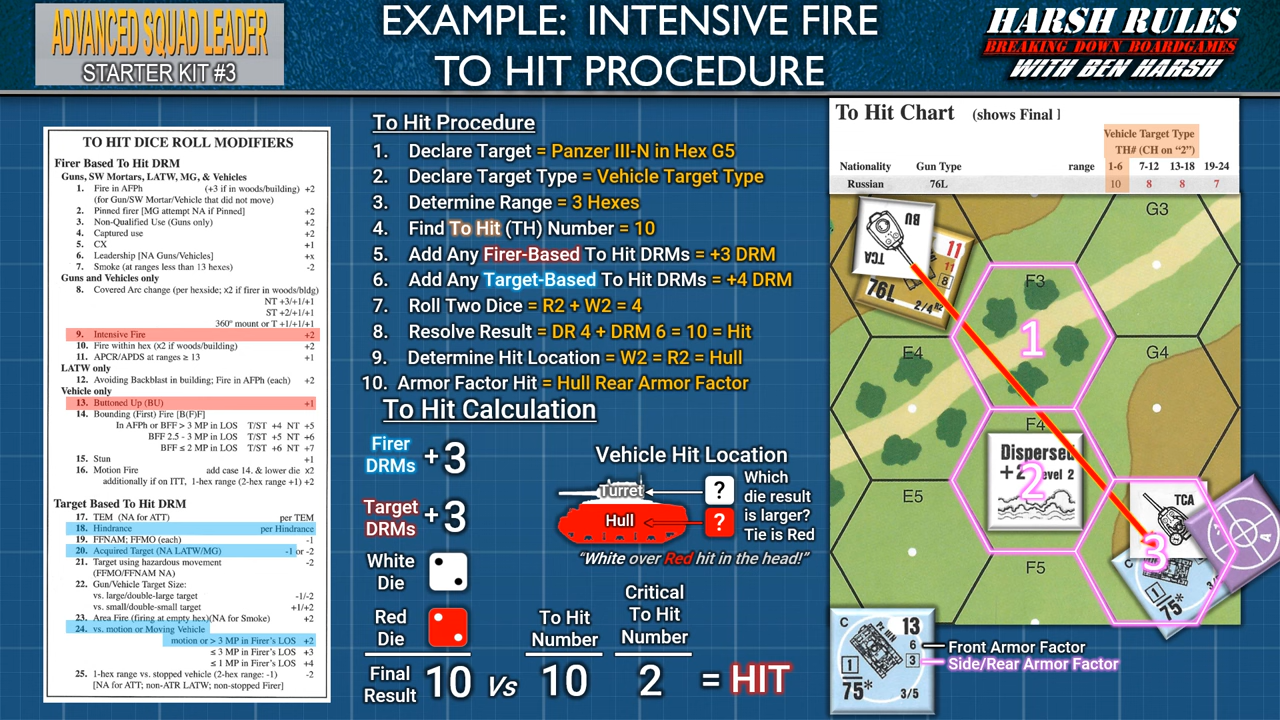 ADVANCED SQUAD LEADER
STARTER KIT #3
EXAMPLE: INTENSIVE FIRE
TO HIT PROCEDURE
HARSH RULES
BREAKING DOWN BOARDGAMES
WITH BEN HARSH
TO HIT DICE ROLL MODIFIERS
Firer Based To Hit DRM
Guns, SW Mortars, LATW, MG, & Vehicles
1. Fire in AFPh (+3 if in woods/building) +2
(for Gun/SW Mortar/Vehicle that did not move)
2. Pinned firer [MG attempt NA if Pinned] +2
3. Non-Qualified Use (Guns only) +2
4. Captured use +2
5. CX +1
6. Leadership [NA Guns/Vehicles] +x
7. Smoke (at ranges less than 13 hexes) -2
Guns and Vehicles only
8. Covered Arc change (per hexside; x2 if firer in woods/bldg)
NT +3/+1/+1
ST +2/+1/+1
360° mount or T +1/+1/+1
9. Intensive Fire +2
10. Fire within hex (x2 if woods/building) +2
11. APCR/APDS at ranges ≥ 13 +1
LATW only
12. Avoiding Backblast in building; Fire in AFPh (each) +2
Vehicle only
13. Buttoned Up (BU) +1
14. Bounding (First) Fire [B(F)F]
In AFPh or BFF > 3 MP in LOS T/ST +4 NT +5
BFF 2.5 - 3 MP in LOS T/ST +5 NT +6
BFF ≤ 2 MP in LOS T/ST +6 NT +7
15. Stun +1
16. Motion Fire add case 14. & lower die x2
additionally if on ITT, 1-hex range (2-hex range +1) +2
Target Based To Hit DRM
17. TEM (NA for ATT) per TEM
18. Hindrance per Hindrance
19. FFNAM; FFMO (each) -1
20. Acquired Target (NA LATW/MG) -1 or -2
21. Target using hazardous movement -2
(FFMO/FFNAM NA)
22. Gun/Vehicle Target Size:
vs. large/double-large target -1/-2
vs. small/double-small target +1/+2
23. Area Fire (firing at empty hex)(NA for Smoke) +2
24. vs. motion or Moving Vehicle
motion or > 3 MP in Firer's LOS +2
≤ 3 MP in Firer's LOS +3
≤ 1 MP in Firer's LOS +4
25. 1-hex range vs. stopped vehicle (2-hex range: -1) -2
[NA for ATT; non-ATR LATW; non-stopped Firer]
To Hit Procedure
1. Declare Target = Panzer III-N in Hex G5
2. Declare Target Type = Vehicle Target Type
3. Determine Range = 3 Hexes
4. Find To Hit (TH) Number = 10
5. Add Any Firer-Based To Hit DRMs = +3 DRM
6. Add Any Target-Based To Hit DRMs = +4 DRM
7. Roll Two Dice = R2 + W2 = 4
8. Resolve Result = DR 4 + DRM 6 = 10 = Hit
9. Determine Hit Location = W2 = R2 = Hull
10. Armor Factor Hit = Hull Rear Armor Factor
To Hit Calculation
Firer
DRMs +3
Target
DRMs +3
White
Die
Red
Die
Final
Result 10 Vs
To Hit
Number
10
Critical
To Hit
Number
2
= HIT
Vehicle Hit Location
Turret
?
Hull
?
Which
die result
is larger?
Tie is Red
"White over Red hit in the head!"
To Hit Chart (shows Final ]
Vehicle Target Type
TH# (CH on "2")
Nationality Gun Type range 1-6 7-12 13-18 19-24
Russian 76L 10 8 8 7
BU
TCA
11
11
8
76L
2/4
G3
F3
1
E4
G4
F4
Dispersed
+2 Level 2
2
E5
F5
TCA
3
A
1
75*
3/
C
Pz IIIN
13
6
3
1
75*
3/5
Front Armor Factor
Side/Rear Armor Factor